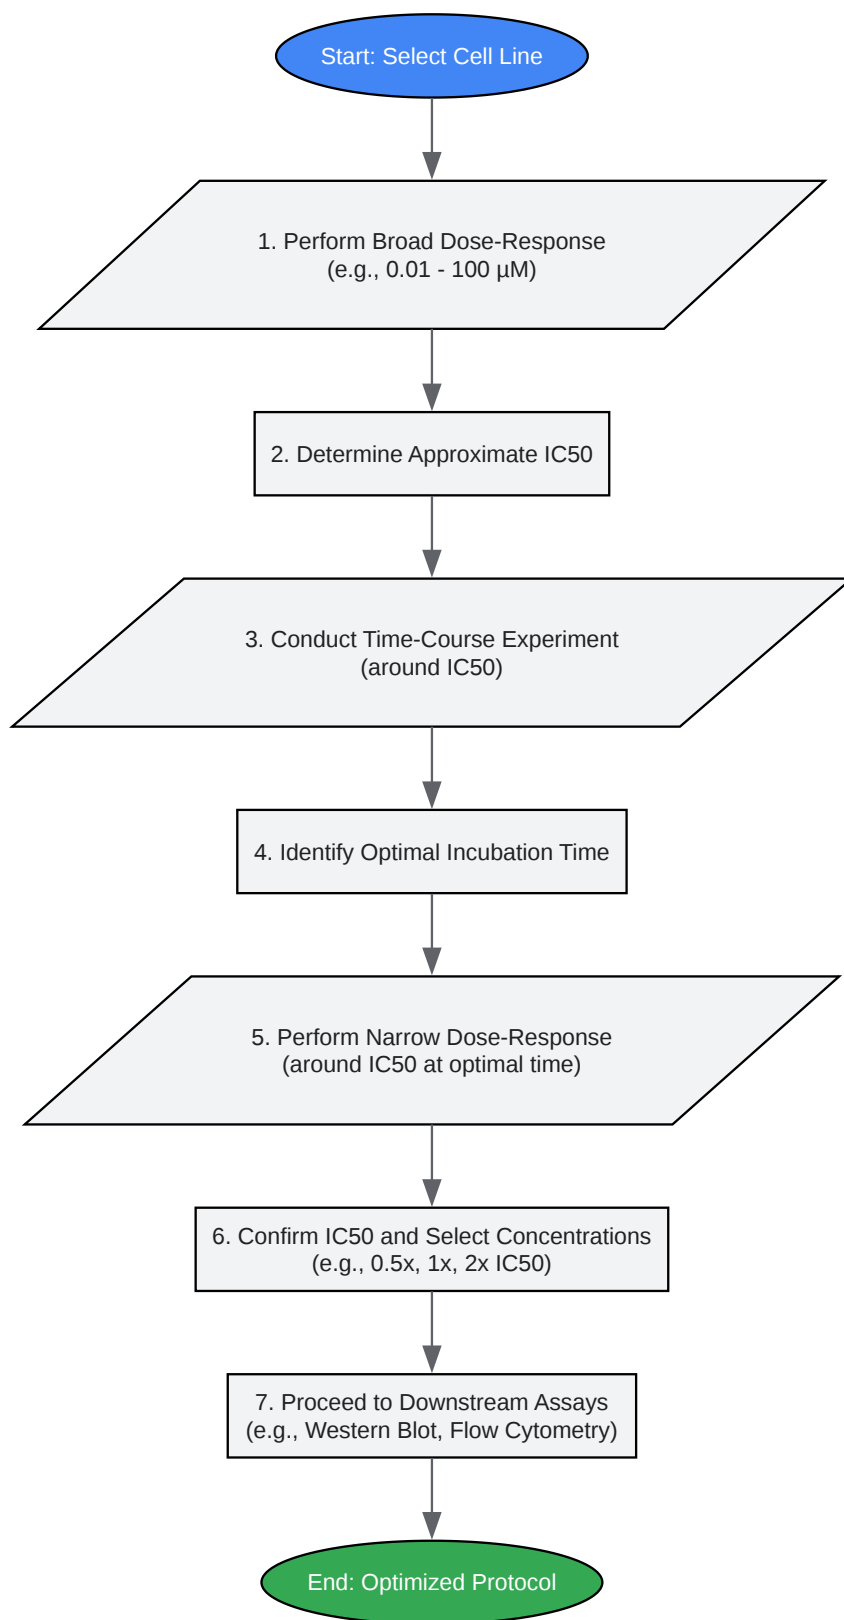 Start: Select Cell Line
1. Perform Broad Dose-Response
(e.g., 0.01 - 100 µM)
2. Determine Approximate IC50
3. Conduct Time-Course Experiment
(around IC50)
4. Identify Optimal Incubation Time
5. Perform Narrow Dose-Response
(around IC50 at optimal time)
6. Confirm IC50 and Select Concentrations
(e.g., 0.5x, 1x, 2x IC50)
7. Proceed to Downstream Assays
(e.g., Western Blot, Flow Cytometry)
End: Optimized Protocol